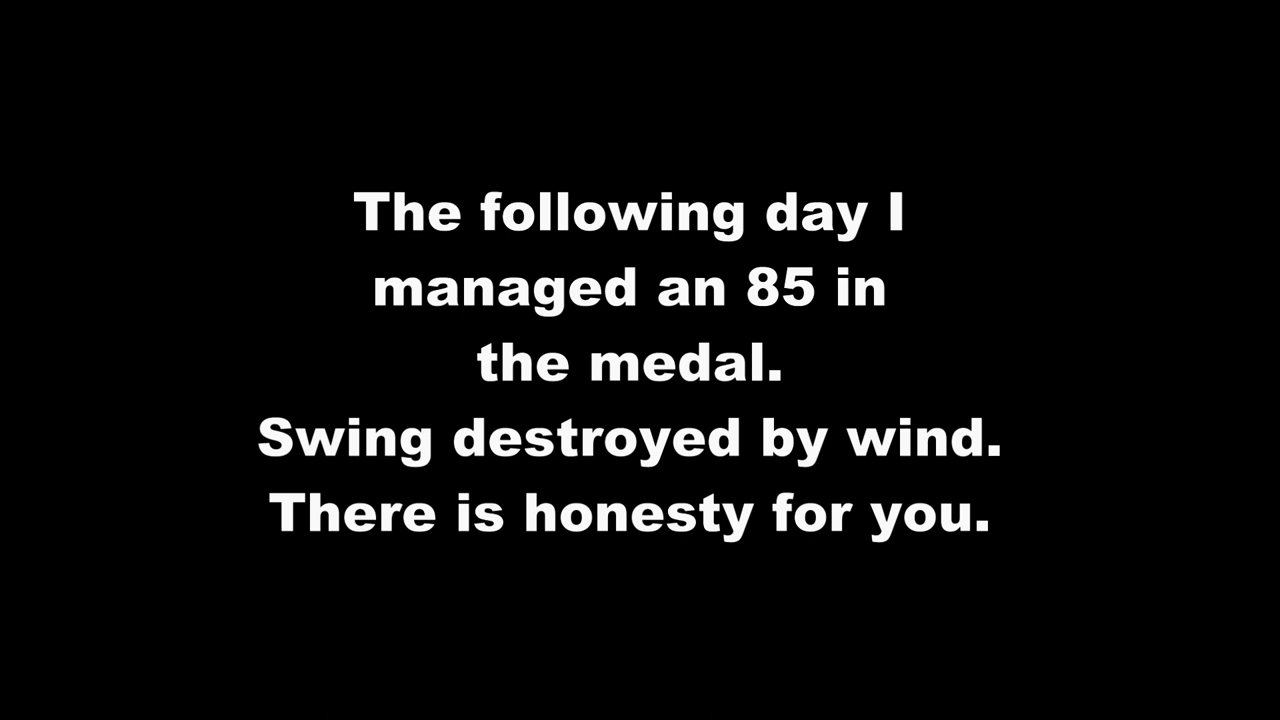 The following day I
managed an 85 in
the medal.
Swing destroyed by wind.
There is honesty for you.